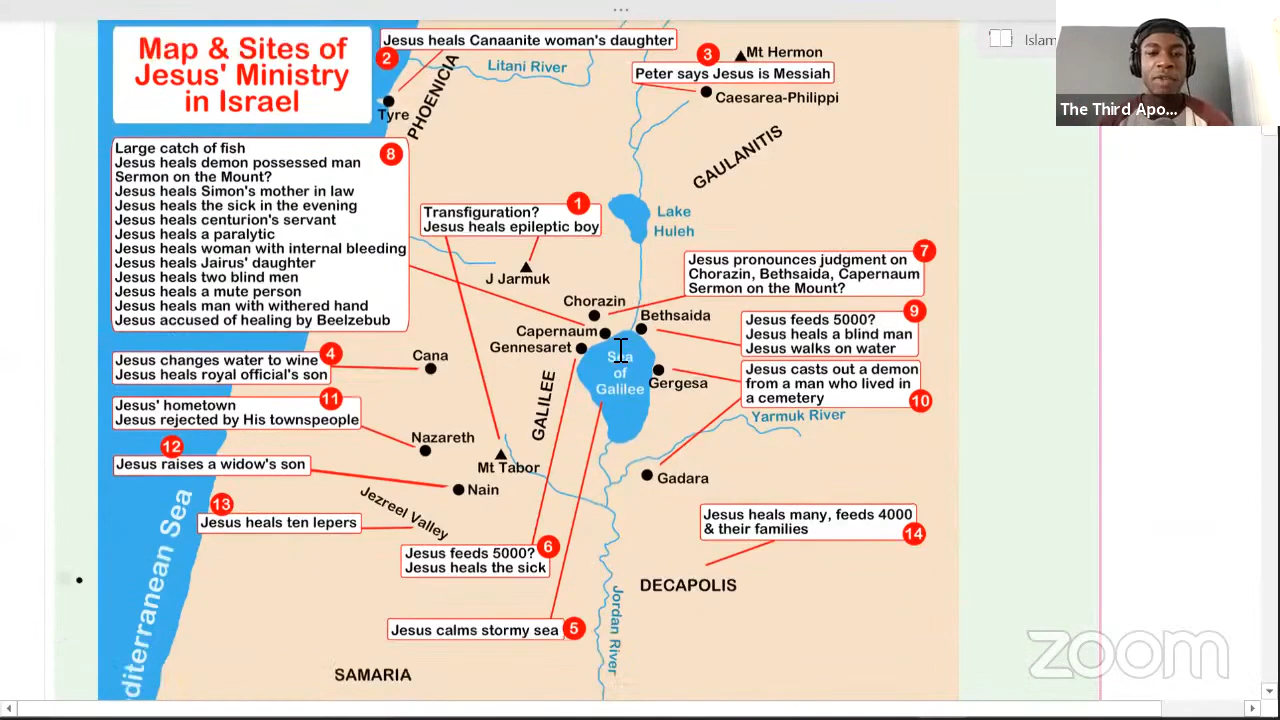 Map & Sites of
Jesus' Ministry
in Israel
Jesus heals Canaanite woman's daughter
2
Tyre
PHOENICIA
Litani River
3
Mt Hermon
Peter says Jesus is Messiah
Caesarea-Philippi
GAULANITIS
Islam
The Third Apo...
8
Large catch of fish
Jesus heals demon possessed man
Sermon on the Mount?
Jesus heals Simon's mother in law
Jesus heals the sick in the evening
Jesus heals centurion's servant
Jesus heals a paralytic
Jesus heals woman with internal bleeding
Jesus heals Jairus' daughter
Jesus heals two blind men
Jesus heals a mute person
Jesus heals man with withered hand
Jesus accused of healing by Beelzebub
1
Transfiguration?
Jesus heals epileptic boy
Lake
Huleh
J Jarmuk
7
Jesus pronounces judgment on
Chorazin, Bethsaida, Capernaum
Sermon on the Mount?
Chorazin
Bethsaida
Capernaum
Gennesaret
9
Jesus feeds 5000?
Jesus heals a blind man
Jesus walks on water
4
Jesus changes water to wine
Jesus heals royal official's son
Cana
Sea
of
Galilee
Gergesa
Jesus casts out a demon
from a man who lived in
a cemetery
10
GALILEE
11
Jesus' hometown
Jesus rejected by His townspeople
Yarmuk River
Nazareth
12
Jesus raises a widow's son
Mt Tabor
Nain
Gadara
13
Jesus heals ten lepers
Jezreel Valley
Jesus heals many, feeds 4000
& their families
14
6
Jesus feeds 5000?
Jesus heals the sick
DECAPOLIS
Jordan River
Jesus calms stormy sea
5
diterranean Sea
SAMARIA
zoom